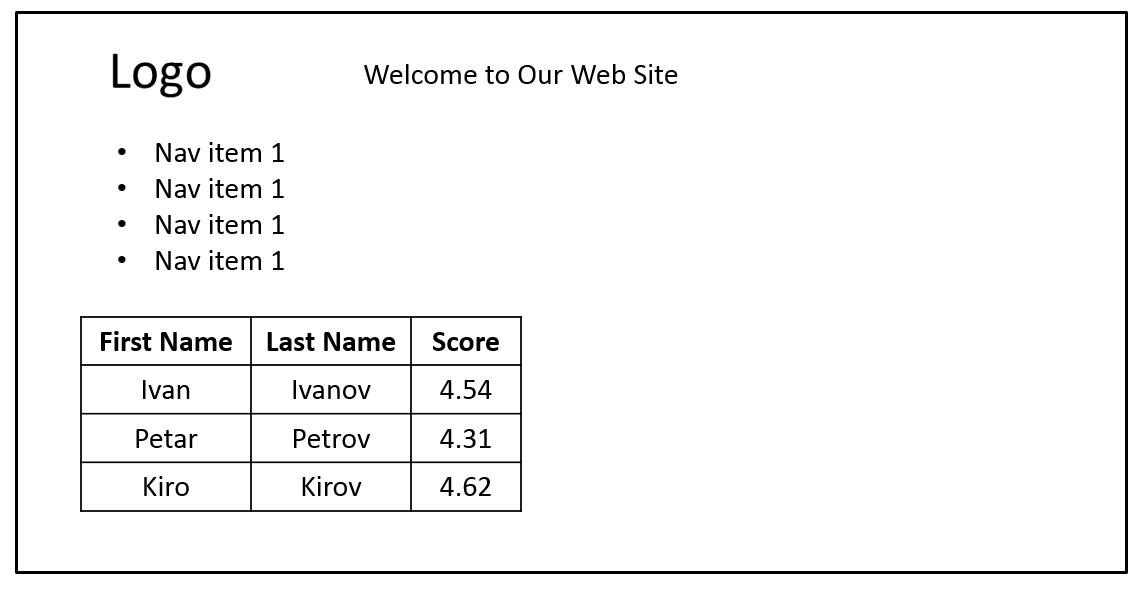 Logo
Welcome to Our Web Site
• Nav item 1
• Nav item 1
• Nav item 1
• Nav item 1
First Name Last Name Score
Ivan Ivanov 4.54
Petar Petrov 4.31
Kiro Kirov 4.62